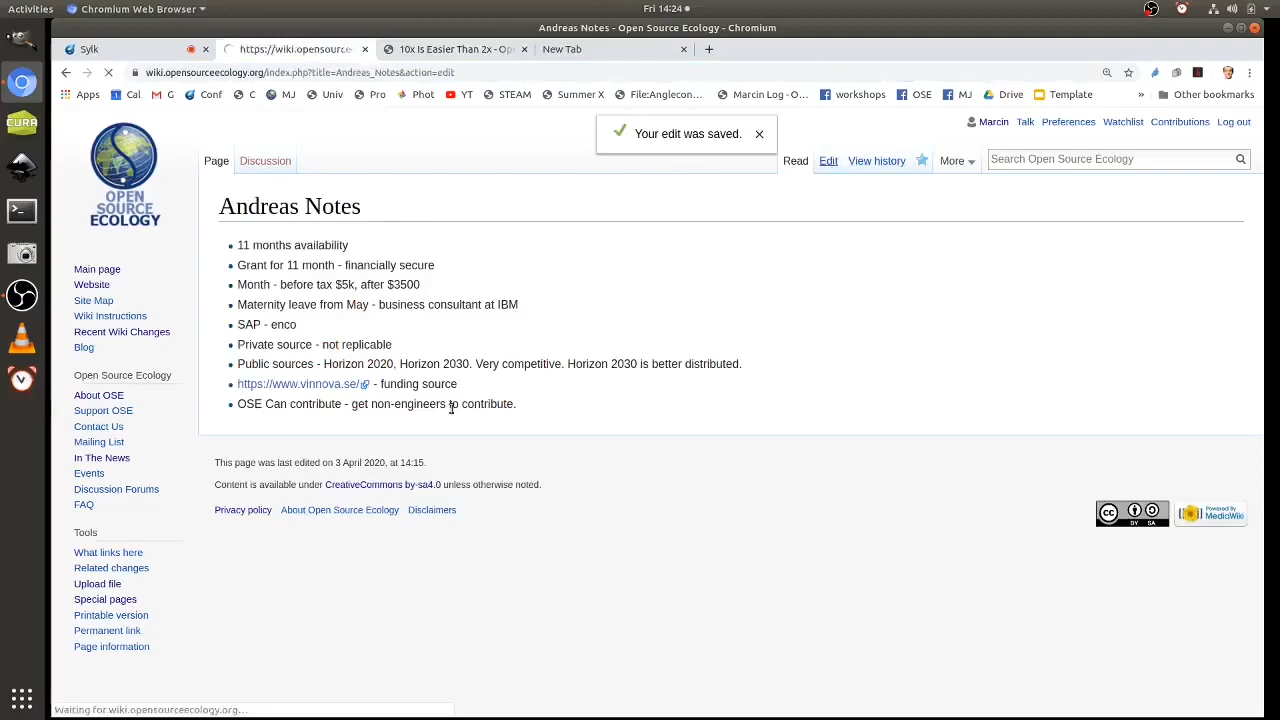 Activities
Chromium Web Browser
Fri 14:24
Andreas Notes - Open Source Ecology - Chromium
Sylk
https://wiki.opensource
10x Is Easier Than 2x - Op
New Tab
wiki.opensourceecology.org/index.php?title=Andreas_Notes&action=edit
Apps
Cal
G
Conf
C
MJ
Univ
Pro
Phot
YT
STEAM
Summer X
File:Anglecon...
Marcin Log - O...
workshops
OSE
MJ
Drive
Template
»
Other bookmarks
Your edit was saved.
Marcin
Talk
Preferences
Watchlist
Contributions
Log out
Page
Discussion
Read
Edit
View history
More
Search Open Source Ecology
OPEN
SOURCE
ECOLOGY
Main page
Website
Site Map
Wiki Instructions
Recent Wiki Changes
Blog
Open Source Ecology
About OSE
Support OSE
Contact Us
Mailing List
In The News
Events
Discussion Forums
FAQ
Tools
What links here
Related changes
Upload file
Special pages
Printable version
Permanent link
Page information
Andreas Notes
11 months availability
Grant for 11 month - financially secure
Month - before tax $5k, after $3500
Maternity leave from May - business consultant at IBM
SAP - enco
Private source - not replicable
Public sources - Horizon 2020, Horizon 2030. Very competitive. Horizon 2030 is better distributed.
https://www.vinnova.se/ - funding source
OSE Can contribute - get non-engineers to contribute.
This page was last edited on 3 April 2020, at 14:15.
Content is available under CreativeCommons by-sa4.0 unless otherwise noted.
Privacy policy
About Open Source Ecology
Disclaimers
CC
BY SA
Powered By
MediaWiki
CURA
Waiting for wiki.opensourceecology.org...